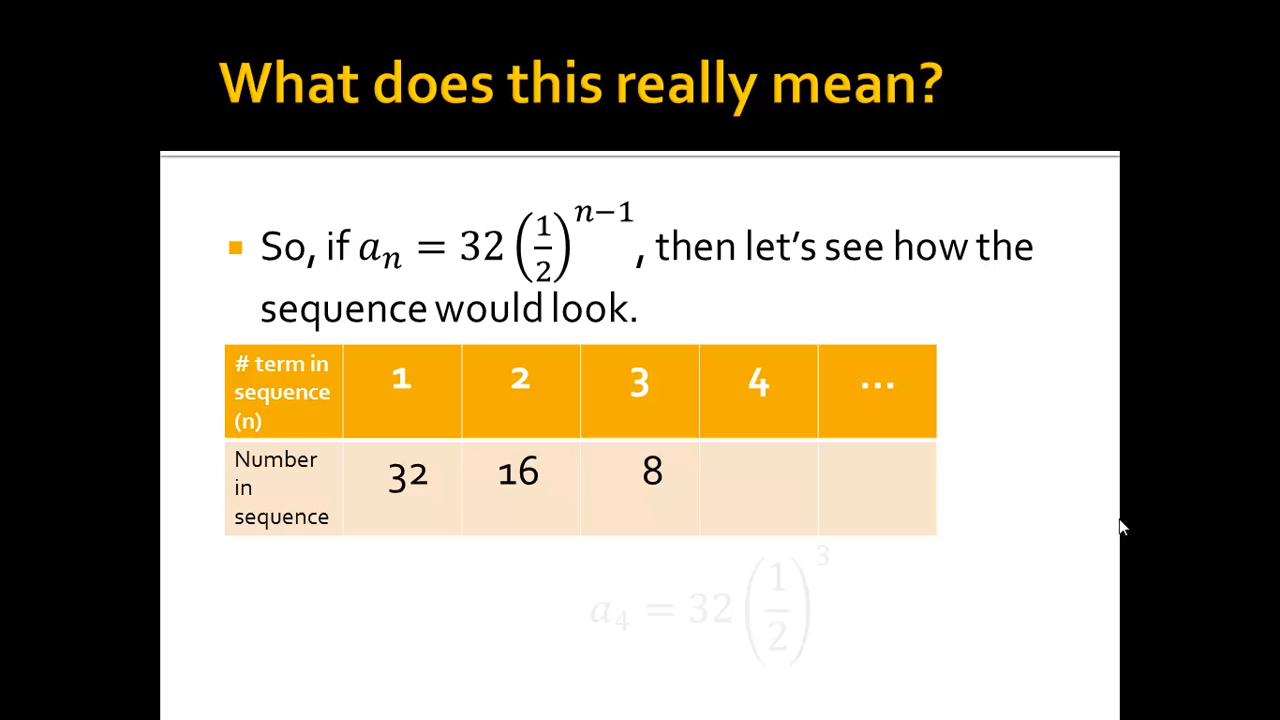 What does this really mean?
So, if aₙ = 32(1/2)ⁿ⁻¹, then let's see how the
sequence would look.
# term in sequence (n) 1 2 3 4 ...
Number in sequence 32 16 8
a₄ = 32(1/2)³